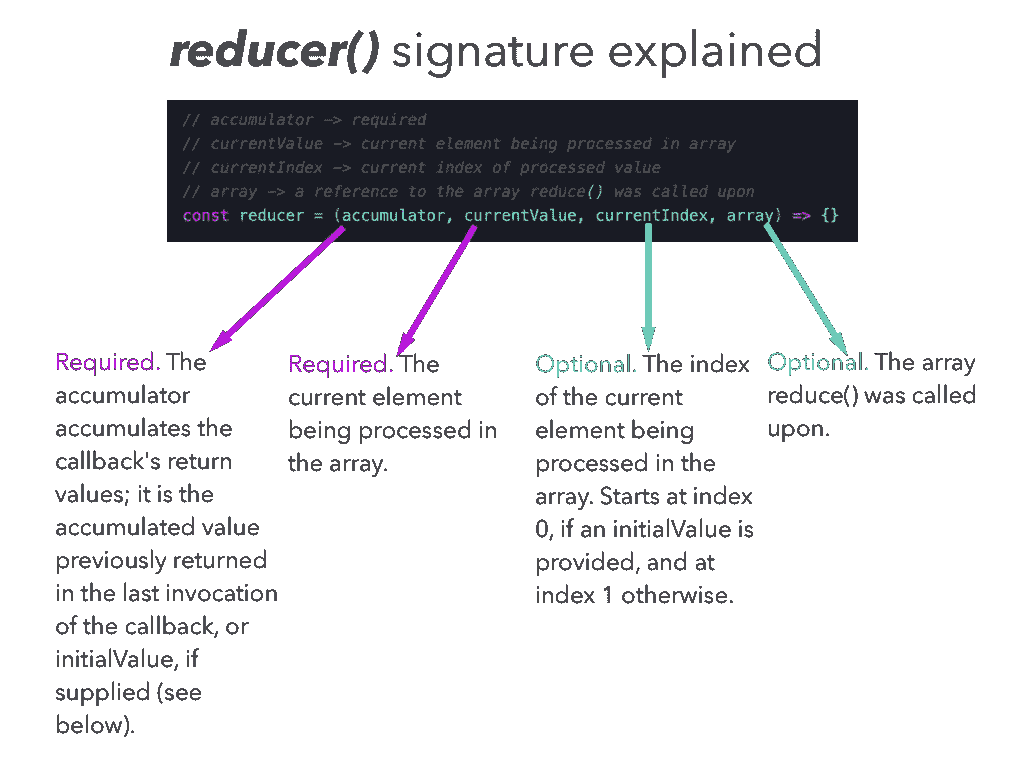 reducer() signature explained
// accumulator -> required
// currentValue -> current element being processed in array
// currentIndex -> current index of processed value
// array -> a reference to the array reduce() was called upon
const reducer = (accumulator, currentValue, currentIndex, array) => {}
Required. The
accumulator
accumulates the
callback's return
values; it is the
accumulated value
previously returned
in the last invocation
of the callback, or
initialValue, if
supplied (see
below).
Required. The
current element
being processed in
the array.
Optional. The index
of the current
element being
processed in the
array. Starts at index
0, if an initialValue is
provided, and at
index 1 otherwise.
Optional. The array
reduce() was called
upon.